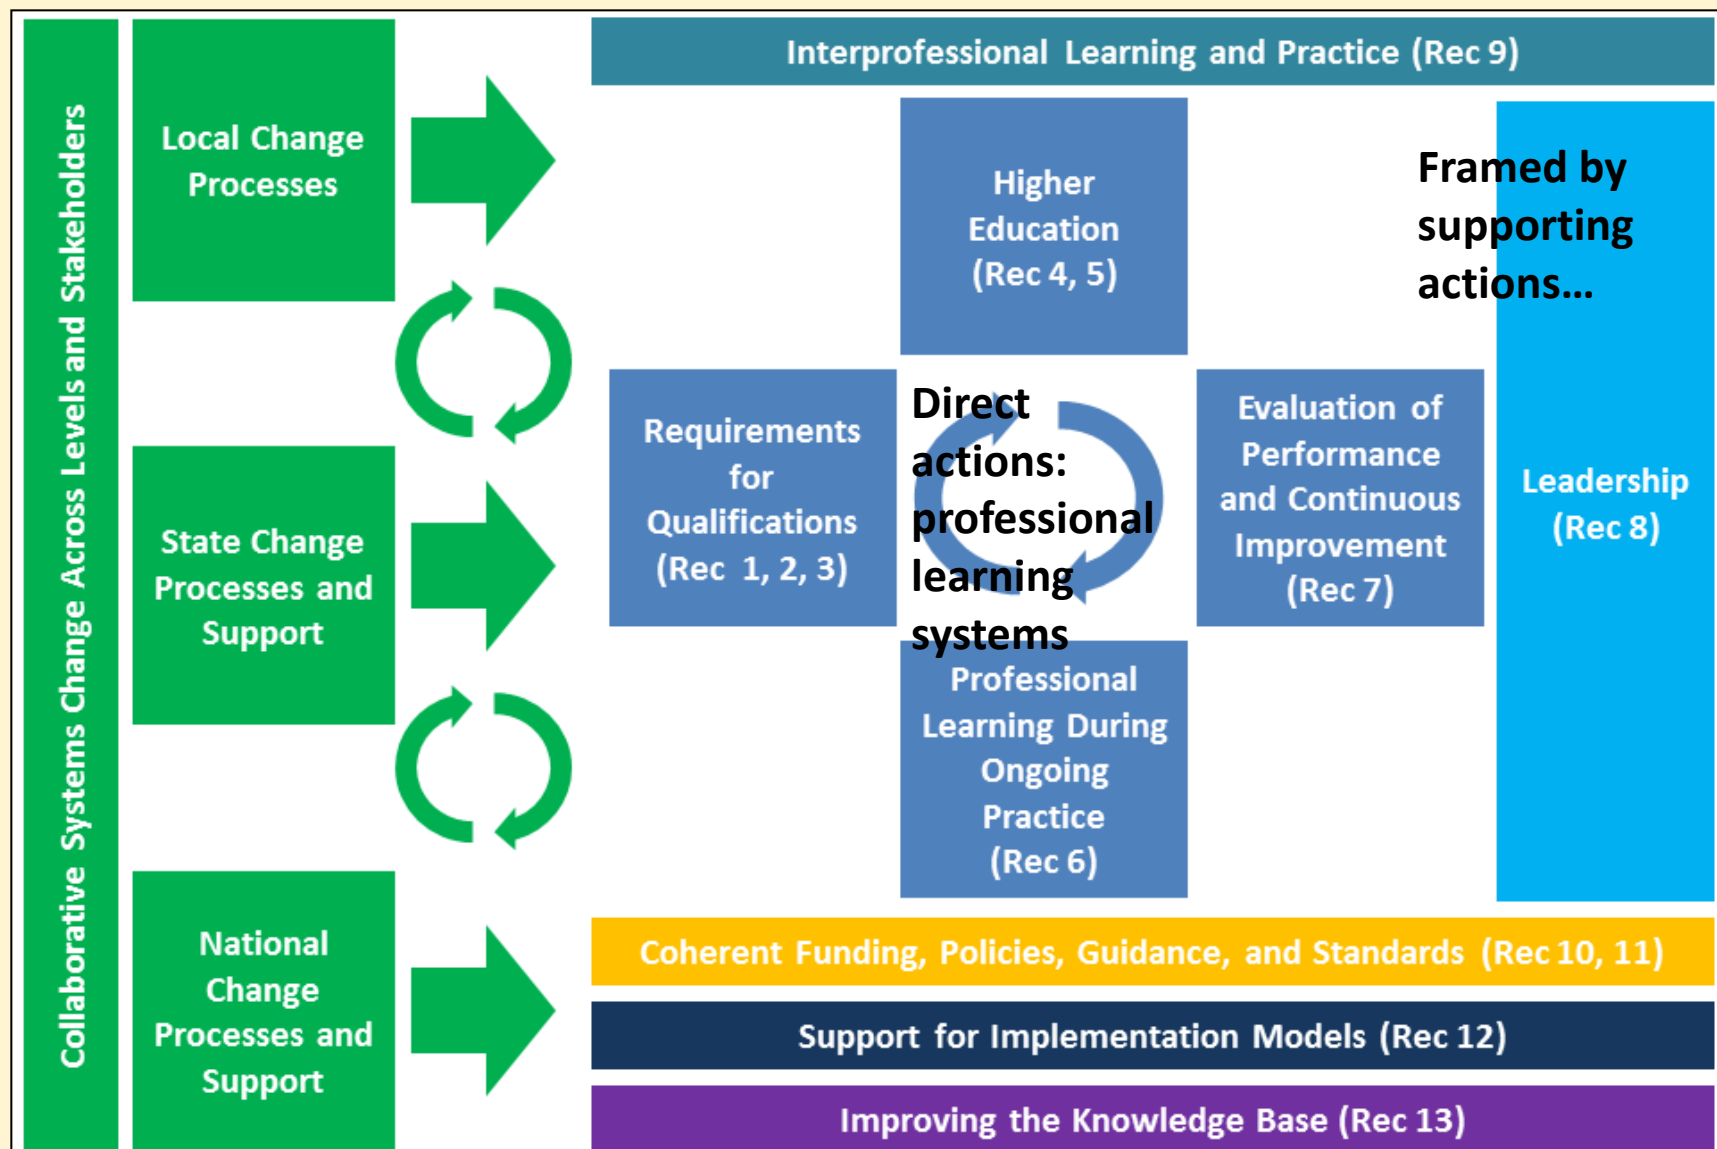 Collaborative Systems Change Across Levels and Stakeholders
Local Change
Processes
State Change
Processes and
Support
National
Change
Processes and
Support
Interprofessional Learning and Practice (Rec 9)
Higher
Education
(Rec 4, 5)
Framed by
supporting
actions...
Requirements
for
Qualifications
(Rec 1, 2, 3)
Direct
actions:
professional
learning
systems
Evaluation of
Performance
and Continuous
Improvement
(Rec 7)
Leadership
(Rec 8)
Professional
Learning During
Ongoing
Practice
(Rec 6)
Coherent Funding, Policies, Guidance, and Standards (Rec 10, 11)
Support for Implementation Models (Rec 12)
Improving the Knowledge Base (Rec 13)